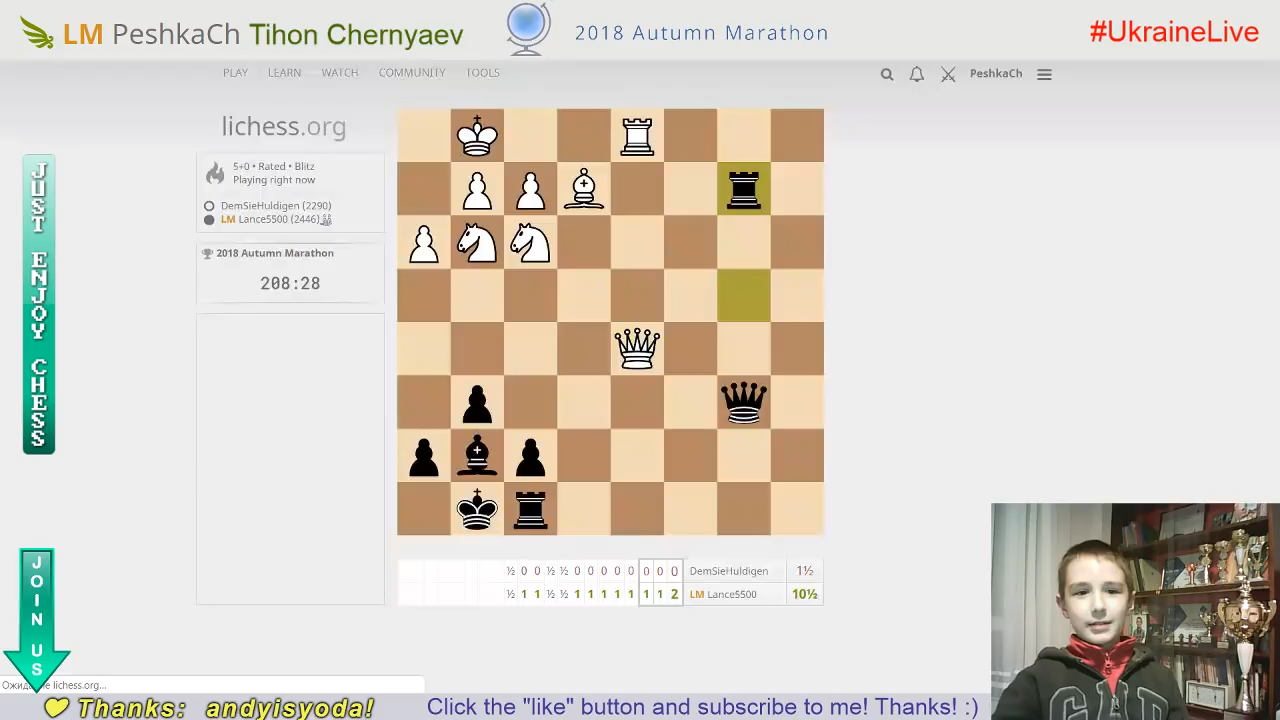 LM PeshkaCh Tihon Chernyaev
2018 Autumn Marathon
#UkraineLive
PLAY LEARN WATCH COMMUNITY TOOLS
PeshkaCh
lichess.org
5+0 • Rated • Blitz
Playing right now
DemSieHuldigen (2290)
LM Lance5500 (2446)
2018 Autumn Marathon
208:28
JUST ENJOY CHESS
½ 0 0 ½ ½ 0 0 0 0 0 0 0 0 DemSieHuldigen 1½
½ 1 1 ½ ½ 1 1 1 1 1 1 1 2 LM Lance5500 10½
JOIN US
lichess.org...
Thanks: andyisyoda!
Click the "like" button and subscribe to me! Thanks! :)
GAP